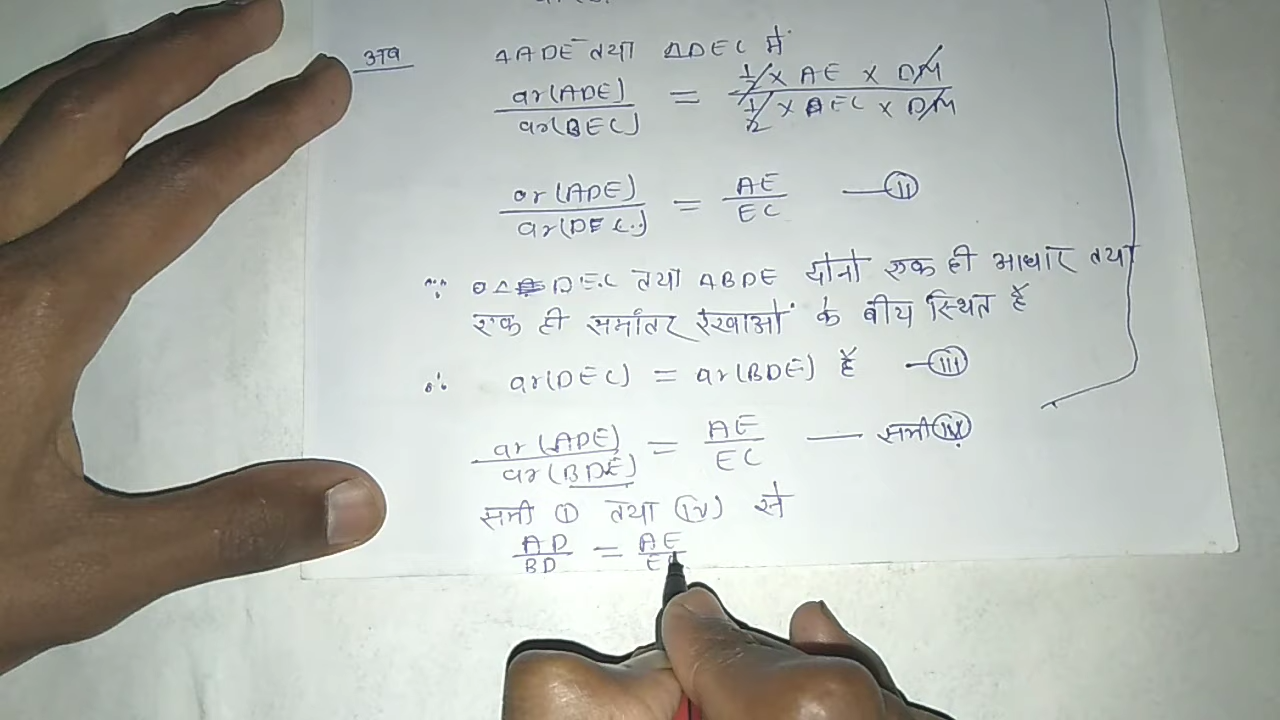 अब ΔADE तथा ΔDEC में
ar(ADE) / ar(BEC) = 1/2 × AE × DM / 1/2 × EC × DM
ar(ADE) / ar(DEC) = AE / EC — (ii)
∵ Δ DEC तथा ΔBDE दोनो एक ही आधार तथा
एक ही समांतर रेखाओं के बीच स्थित हैं
∴ ar(DEC) = ar(BDE) है — (iii)
ar(ADE) / ar(BDE) = AE / EC — समी (iv)
समी (i) तथा (iv) से
AD / BD = AE / EC